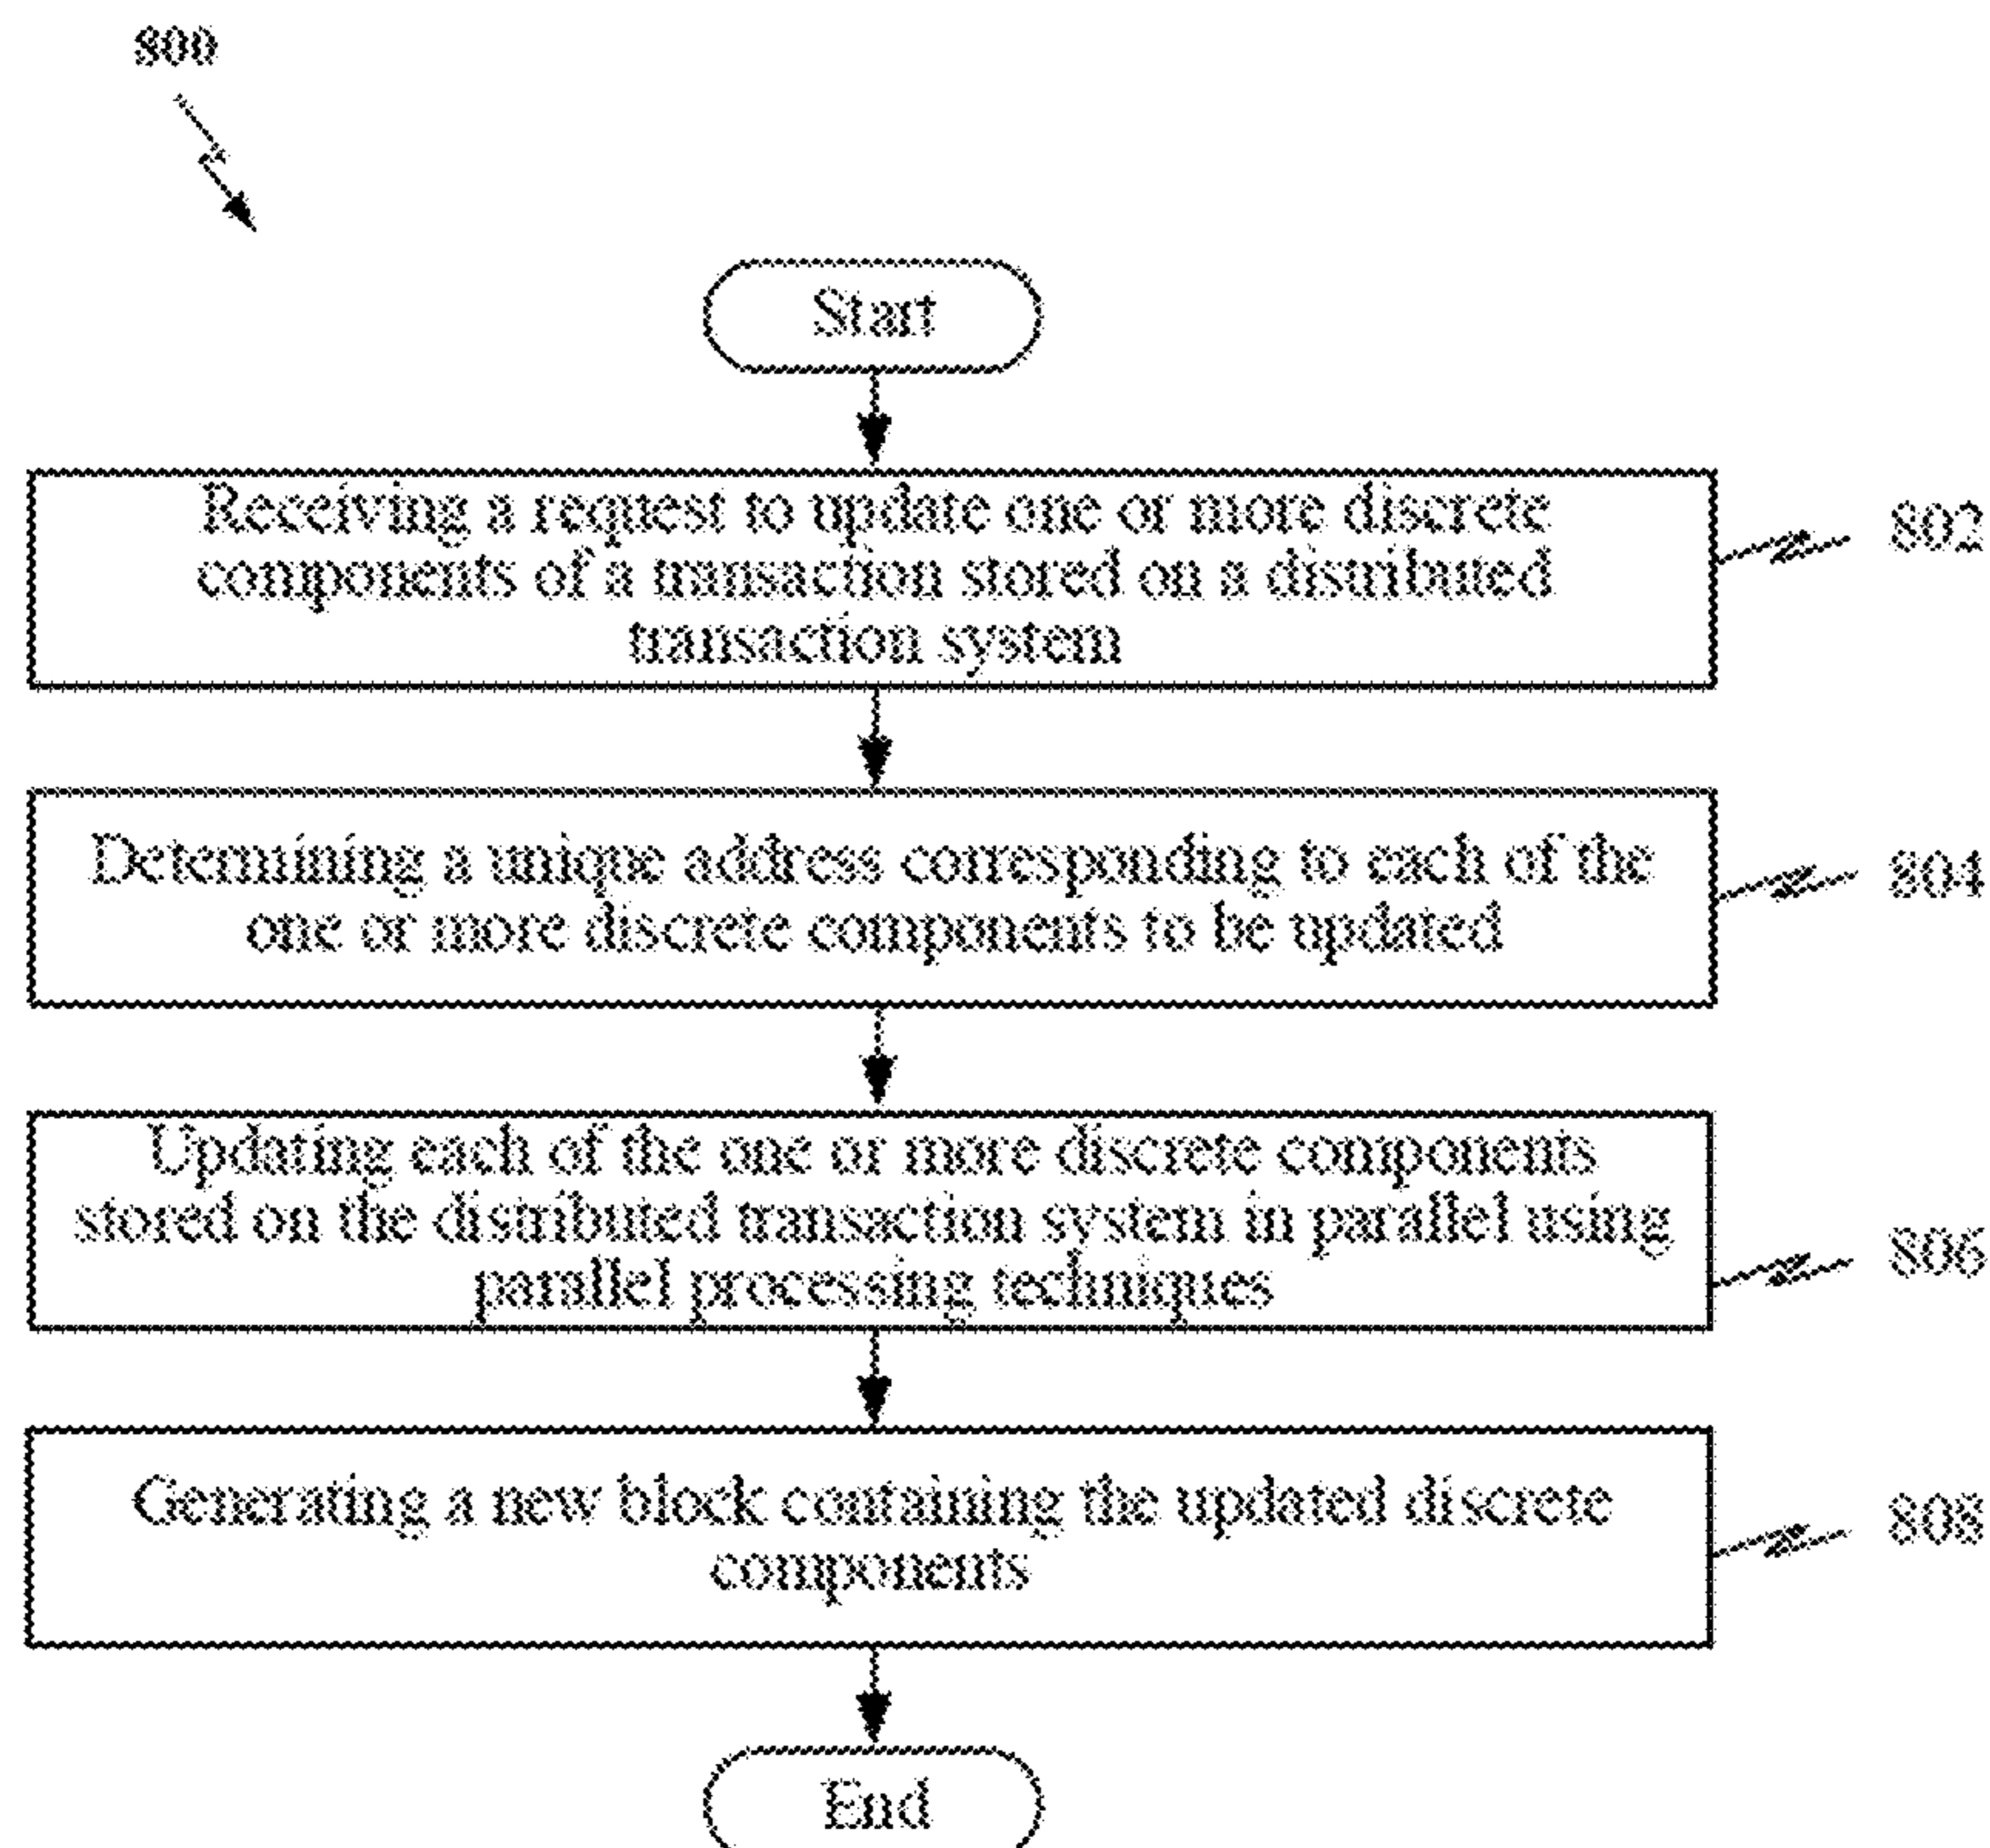 800
Start
Receiving a request to update one or more discrete
components of a transaction stored on a distributed
transaction system
802
Determining a unique address corresponding to each of the
one or more discrete components to be updated
804
Updating each of the one or more discrete components
stored on the distributed transaction system in parallel using
parallel processing techniques
806
Generating a new block containing the updated discrete
components
808
End